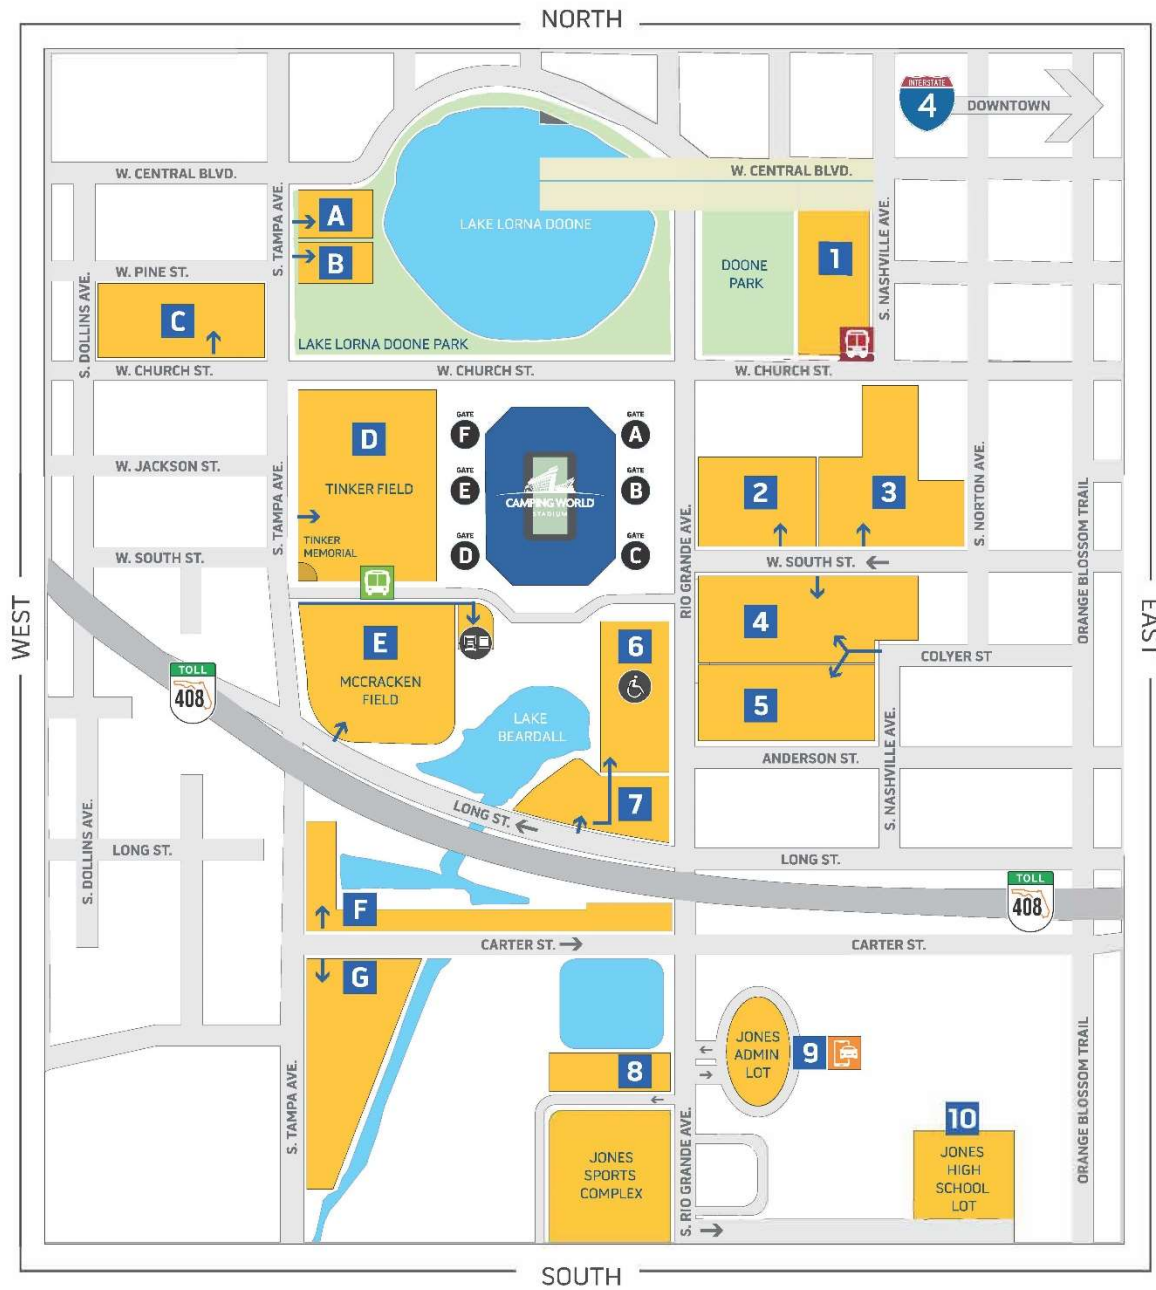 NORTH
INTERSTATE
4
DOWNTOWN
W. CENTRAL BLVD.
W. CENTRAL BLVD.
S. TAMPA AVE.
A
LAKE LORNA DOONE
B
W. PINE ST.
DOONE
PARK
1
S. NASHVILLE AVE.
S. DOLLINS AVE.
C
LAKE LORNA DOONE PARK
W. CHURCH ST.
W. CHURCH ST.
W. CHURCH ST.
D
GATE
F
GATE
A
W. JACKSON ST.
TINKER FIELD
GATE
E
GATE
B
CAMPING WORLD
STADIUM
2
3
S. NORTON AVE.
ORANGE BLOSSOM TRAIL
S. TAMPA AVE.
TINKER
MEMORIAL
GATE
D
GATE
C
RIO GRANDE AVE.
W. SOUTH ST.
W. SOUTH ST.
WEST
EAST
E
MCCRACKEN
FIELD
6
4
COLYER ST
TOLL
408
5
LAKE
BEARDALL
ANDERSON ST.
S. NASHVILLE AVE.
7
LONG ST.
S. DOLLINS AVE.
LONG ST.
LONG ST.
TOLL
408
F
CARTER ST.
CARTER ST.
G
JONES
ADMIN
LOT
9
8
S. TAMPA AVE.
S. RIO GRANDE AVE.
ORANGE BLOSSOM TRAIL
10
JONES
SPORTS
COMPLEX
JONES
HIGH
SCHOOL
LOT
SOUTH